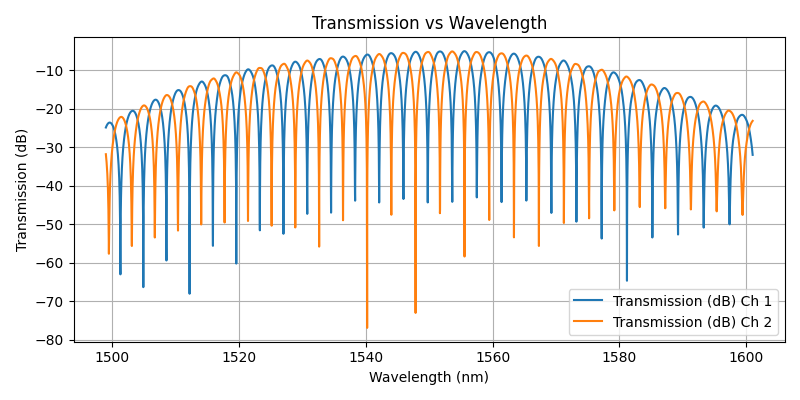 Transmission vs Wavelength
Transmission (dB)
−10
−20
−30
−40
−50
−60
−70
−80
1500
1520
1540
1560
1580
1600
Wavelength (nm)
Transmission (dB) Ch 1
Transmission (dB) Ch 2